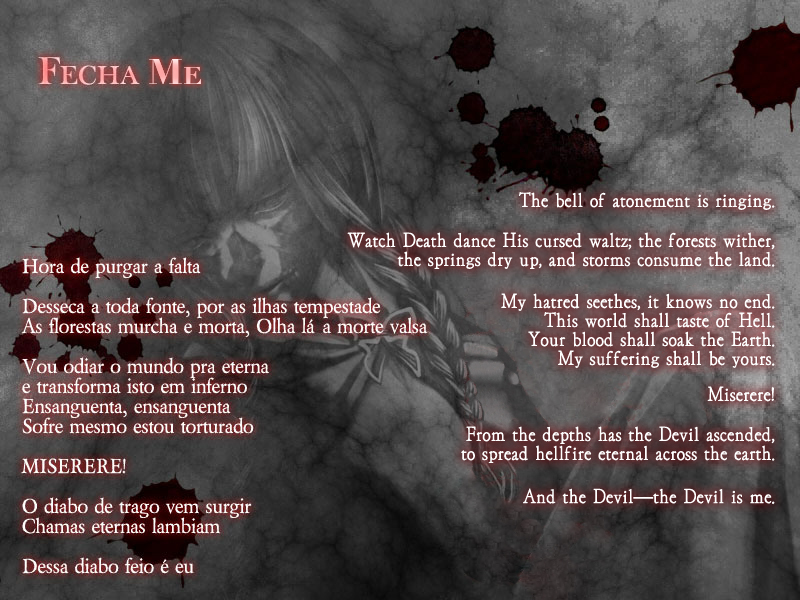 Fecha Me
Hora de purgar a falta
Desseca a toda fonte, por as ilhas tempestade
As florestas murcha e morta, Olha lá a morte valsa
Vou odiar o mundo pra eterna
e transforma isto em inferno
Ensanguenta, ensanguenta
Sofre mesmo estou torturado
MISERERE!
O diabo de trago vem surgir
Chamas eternas lambiam
Dessa diabo feio é eu
The bell of atonement is ringing.
Watch Death dance His cursed waltz; the forests wither,
the springs dry up, and storms consume the land.
My hatred seethes, it knows no end.
This world shall taste of Hell.
Your blood shall soak the Earth.
My suffering shall be yours.
Miserere!
From the depths has the Devil ascended,
to spread hellfire eternal across the earth.
And the Devil—the Devil is me.